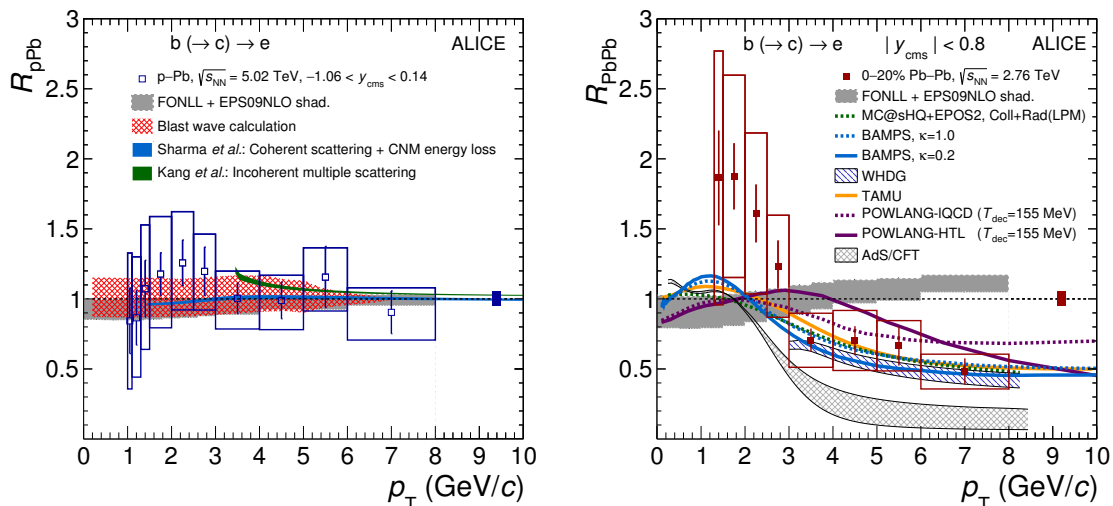 R_pPb
3
2.5
2
1.5
1
0.5
b (→ c) → e
ALICE
p–Pb, √s_NN = 5.02 TeV, –1.06 < y_cms < 0.14
FONLL + EPS09NLO shad.
Blast wave calculation
Sharma et al.: Coherent scattering + CNM energy loss
Kang et al.: Incoherent multiple scattering
0 1 2 3 4 5 6 7 8 9 10
p_T (GeV/c)
R_PbPb
3
2.5
2
1.5
1
0.5
b (→ c) → e
| y_cms | < 0.8
ALICE
0–20% Pb–Pb, √s_NN = 2.76 TeV
FONLL + EPS09NLO shad.
MC@sHQ+EPOS2, Coll+Rad(LPM)
BAMPS, κ=1.0
BAMPS, κ=0.2
WHDG
TAMU
POWLANG-lQCD (T_dec=155 MeV)
POWLANG-HTL (T_dec=155 MeV)
AdS/CFT
0 1 2 3 4 5 6 7 8 9 10
p_T (GeV/c)